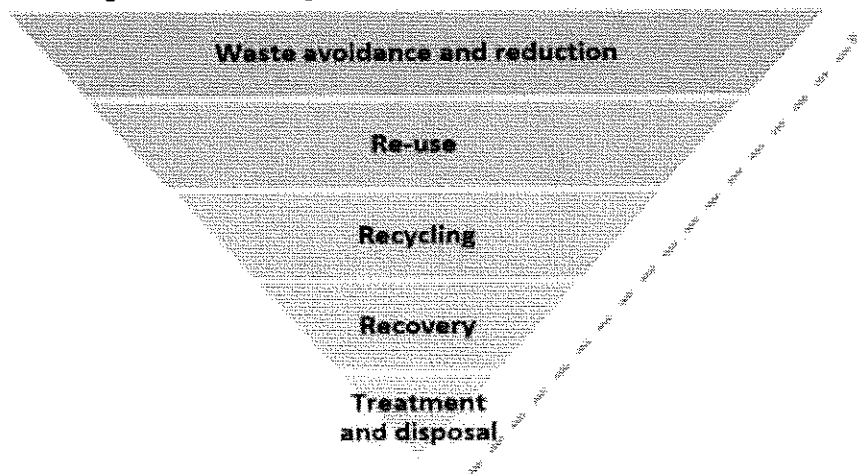 Waste avoidance and reduction
Re-use
Recycling
Recovery
Treatment
and disposal